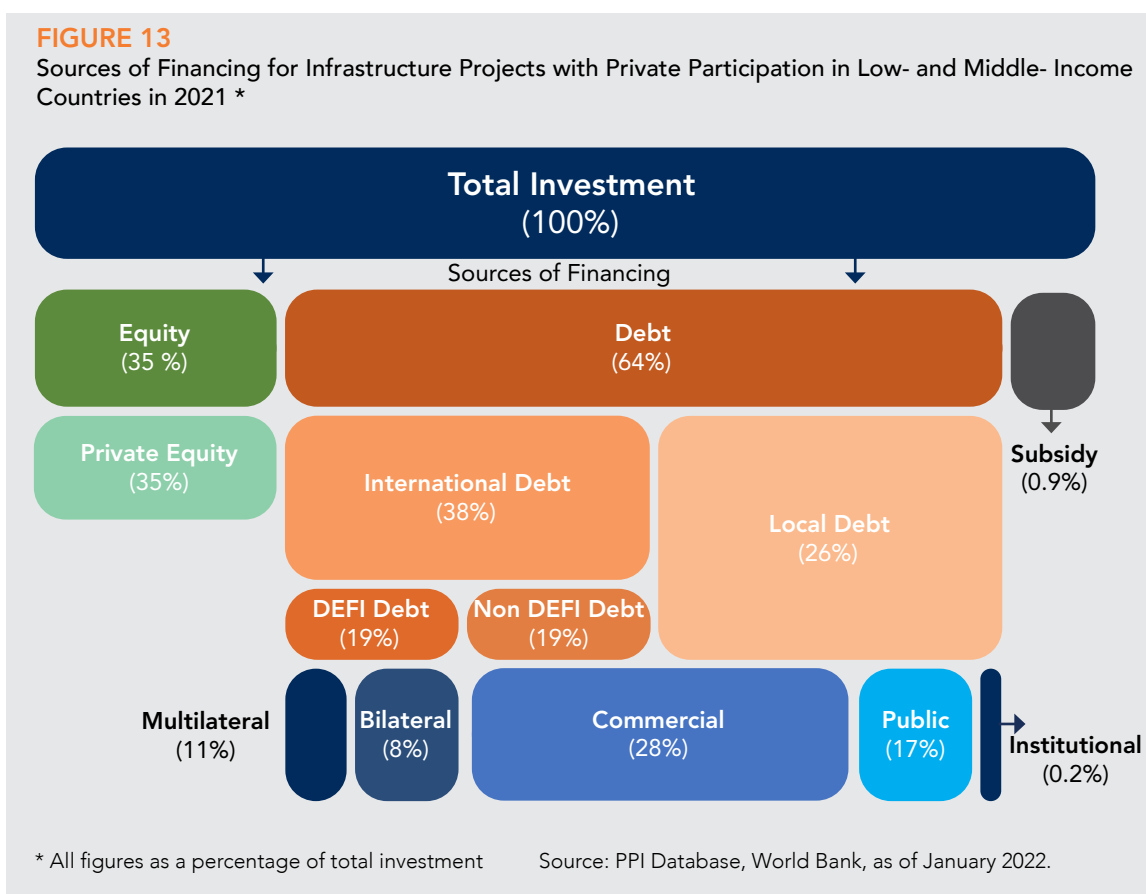 FIGURE 13
Sources of Financing for Infrastructure Projects with Private Participation in Low- and Middle- Income
Countries in 2021 *
Total Investment
(100%)
Sources of Financing
Equity
(35 %)
Debt
(64%)
Private Equity
(35%)
International Debt
(38%)
Local Debt
(26%)
Subsidy
(0.9%)
DEFI Debt
(19%)
Non DEFI Debt
(19%)
Multilateral
(11%)
Bilateral
(8%)
Commercial
(28%)
Public
(17%)
Institutional
(0.2%)
* All figures as a percentage of total investment
Source: PPI Database, World Bank, as of January 2022.